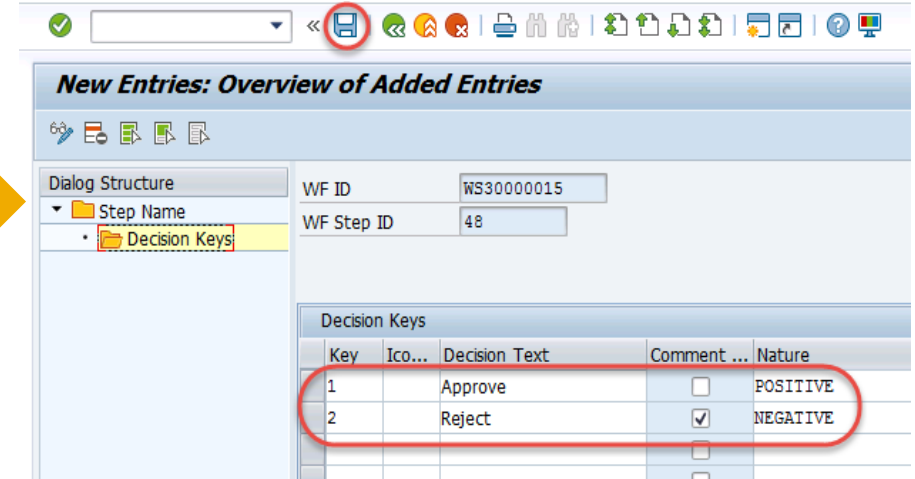 New Entries: Overview of Added Entries
Dialog Structure
Step Name
Decision Keys
WF ID WS30000015
WF Step ID 48
Decision Keys
Key Ico... Decision Text Comment ... Nature
1 Approve POSITIVE
2 Reject NEGATIVE